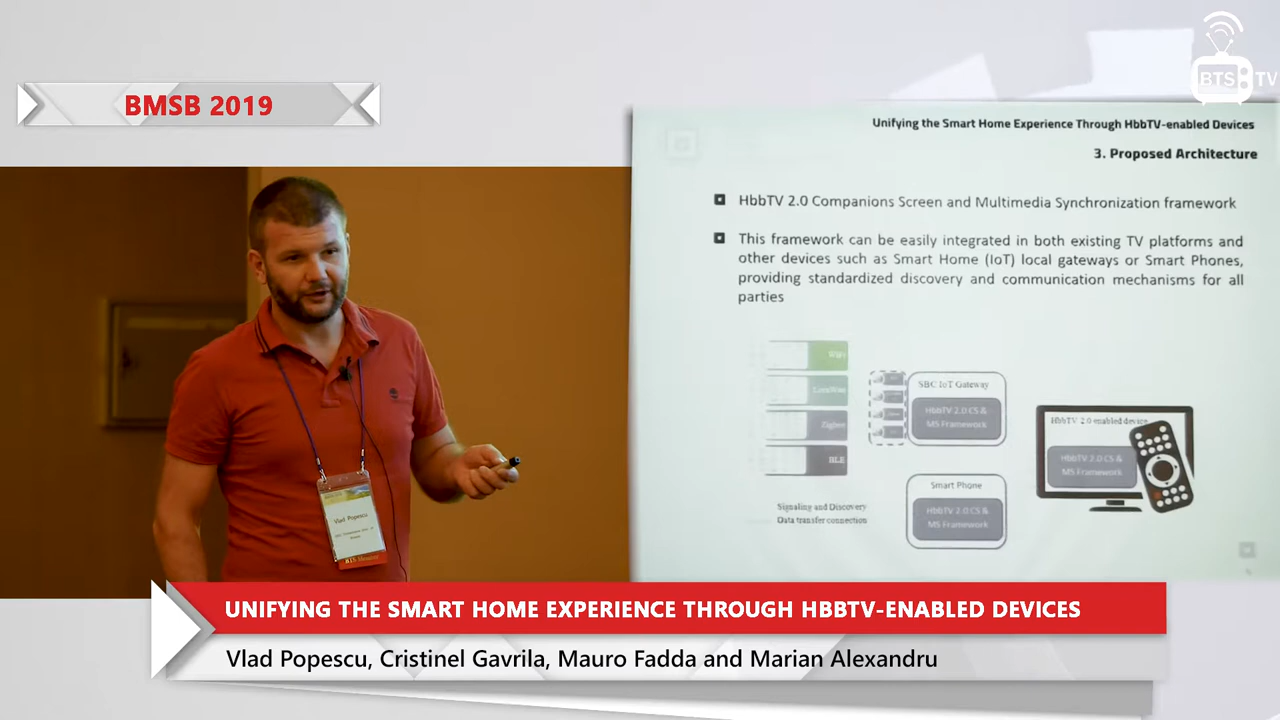 BTS TV
BMSB 2019
Unifying the Smart Home Experience Through HbbTV-enabled Devices
3. Proposed Architecture
HbbTV 2.0 Companions Screen and Multimedia Synchronization framework
This framework can be easily integrated in both existing TV platforms and
other devices such as Smart Home (IoT) local gateways or Smart Phones,
providing standardized discovery and communication mechanisms for all
parties
SBC IoT Gateway
HbbTV 2.0 CS &
MS Framework
HbbTV 2.0 enabled device
HbbTV 2.0 CS &
MS Framework
Zigbee
BLE
Smart Phone
HbbTV 2.0 CS &
MS Framework
Signaling and Discovery
Data transfer connection
Vlad Popescu
UNIFYING THE SMART HOME EXPERIENCE THROUGH HBBTV-ENABLED DEVICES
Vlad Popescu, Cristinel Gavrila, Mauro Fadda and Marian Alexandru